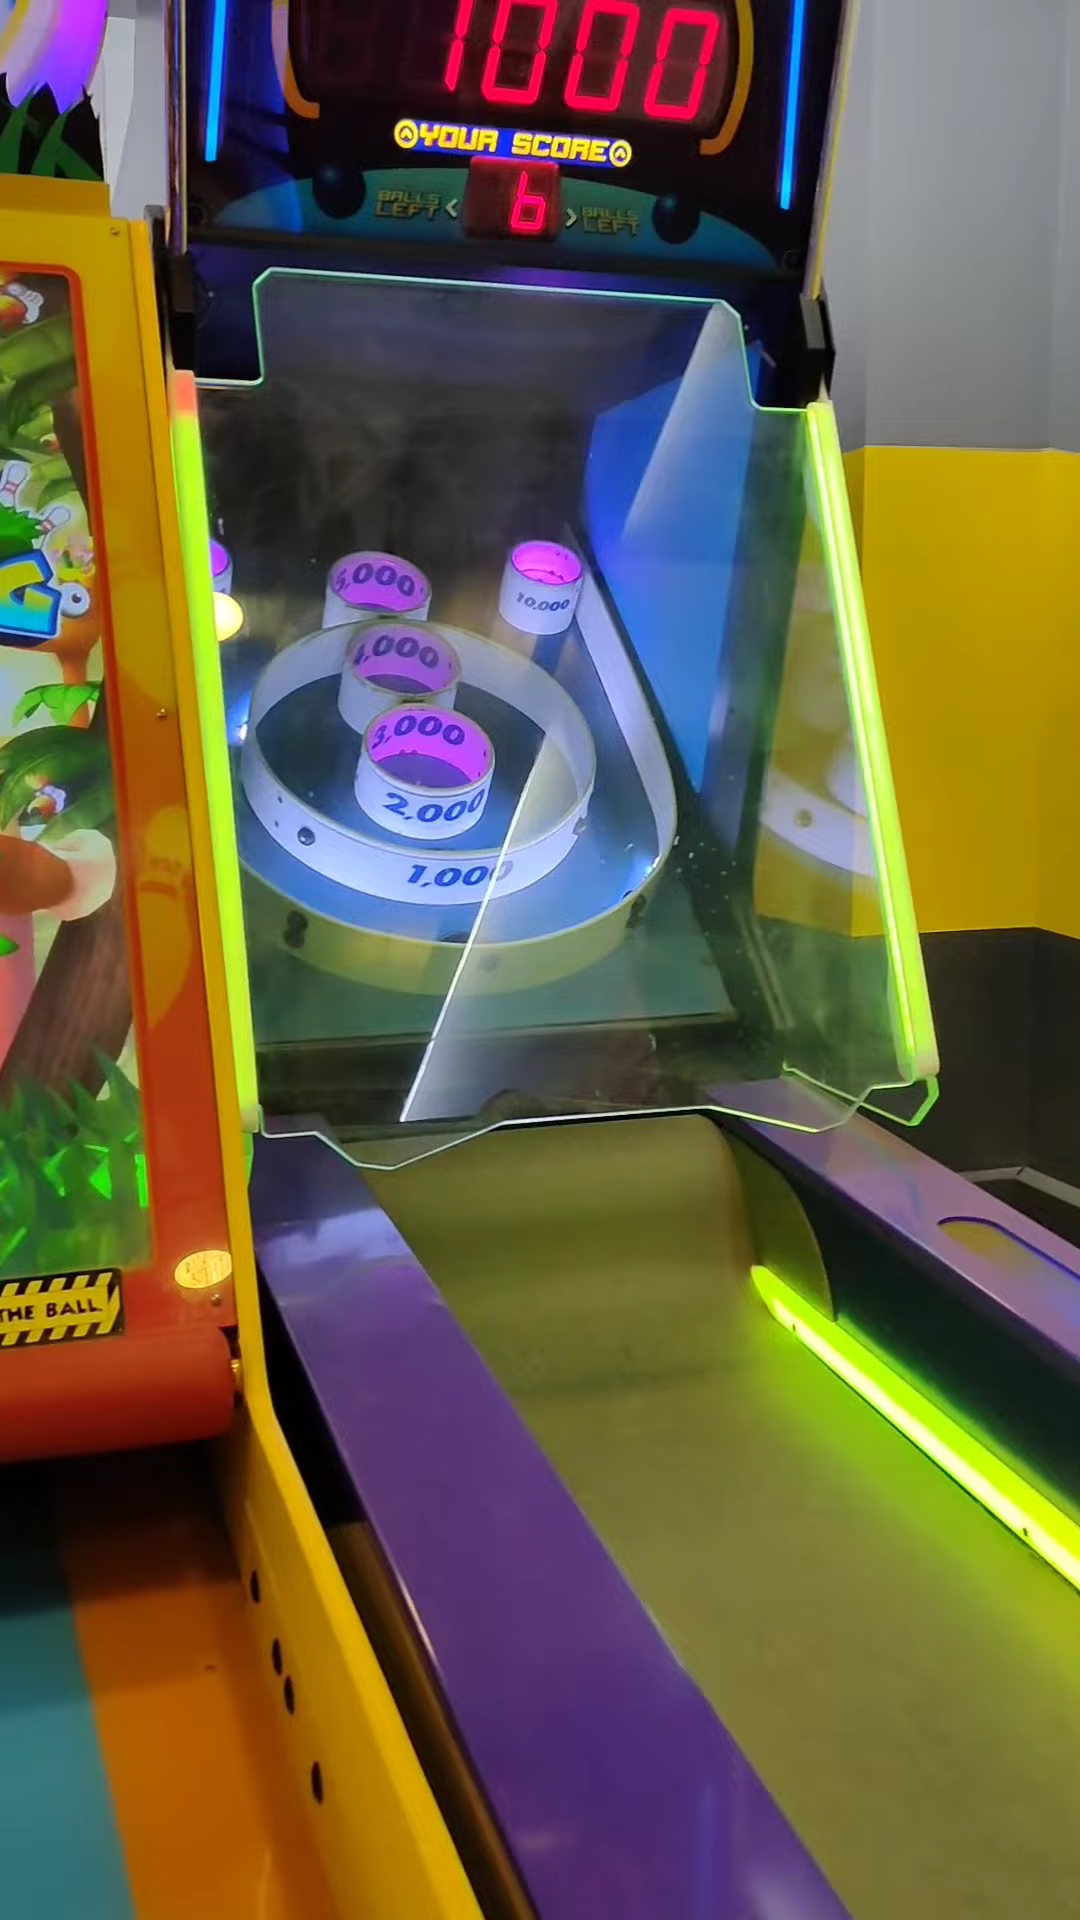 1000
YOUR SCORE
BALLS LEFT < 6 > BALLS LEFT
5,000
10,000
4,000
3,000
2,000
1,000
THE BALL